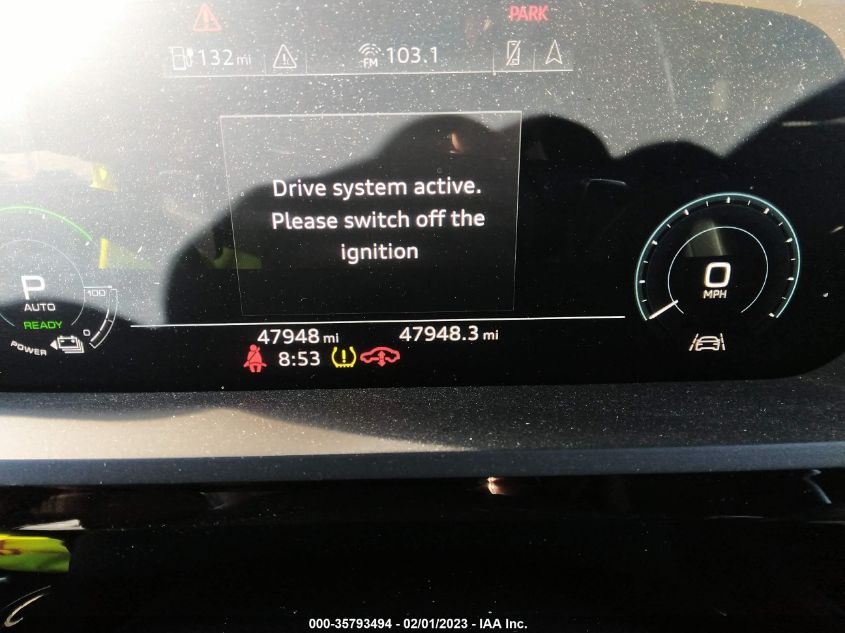 PARK
132 mi
FM 103.1
Drive system active.
Please switch off the
ignition
P
AUTO
READY
POWER
100
0
0
MPH
47948 mi
47948.3 mi
8:53
000-35793494 - 02/01/2023 - IAA Inc.